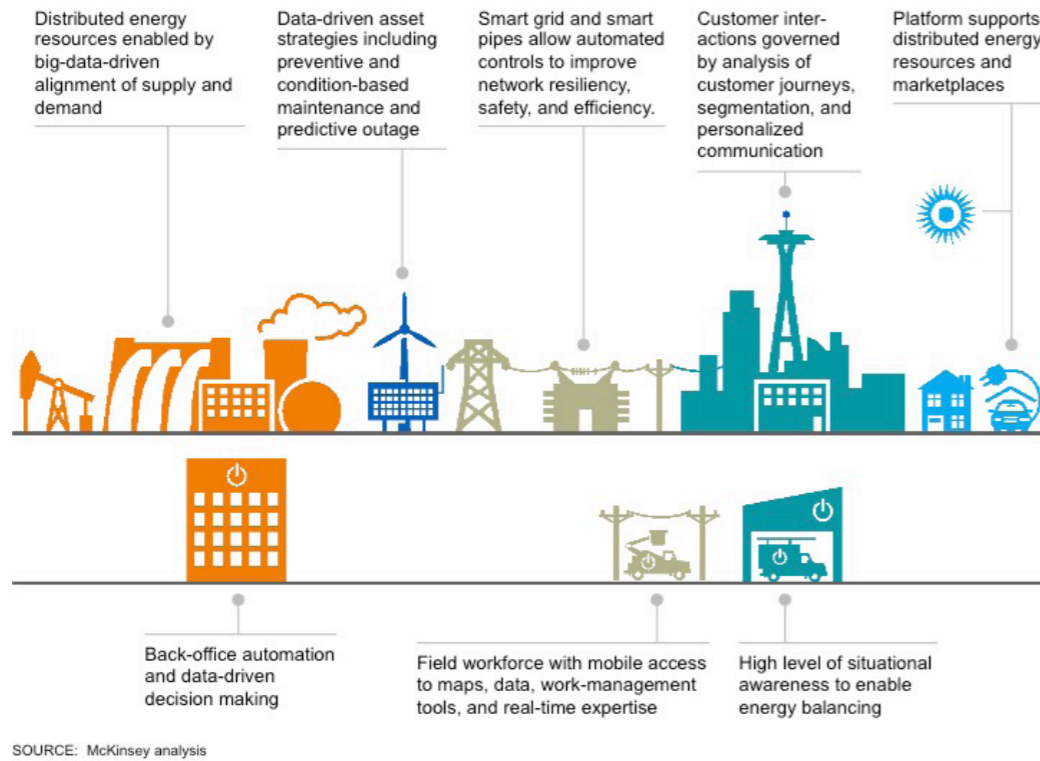 Distributed energy
resources enabled by
big-data-driven
alignment of supply and
demand
Data-driven asset
strategies including
preventive and
condition-based
maintenance and
predictive outage
Smart grid and smart
pipes allow automated
controls to improve
network resiliency,
safety, and efficiency.
Customer inter-
actions governed
by analysis of
customer journeys,
segmentation, and
personalized
communication
Platform supports
distributed energy
resources and
marketplaces
Back-office automation
and data-driven
decision making
Field workforce with mobile access
to maps, data, work-management
tools, and real-time expertise
High level of situational
awareness to enable
energy balancing
SOURCE: McKinsey analysis